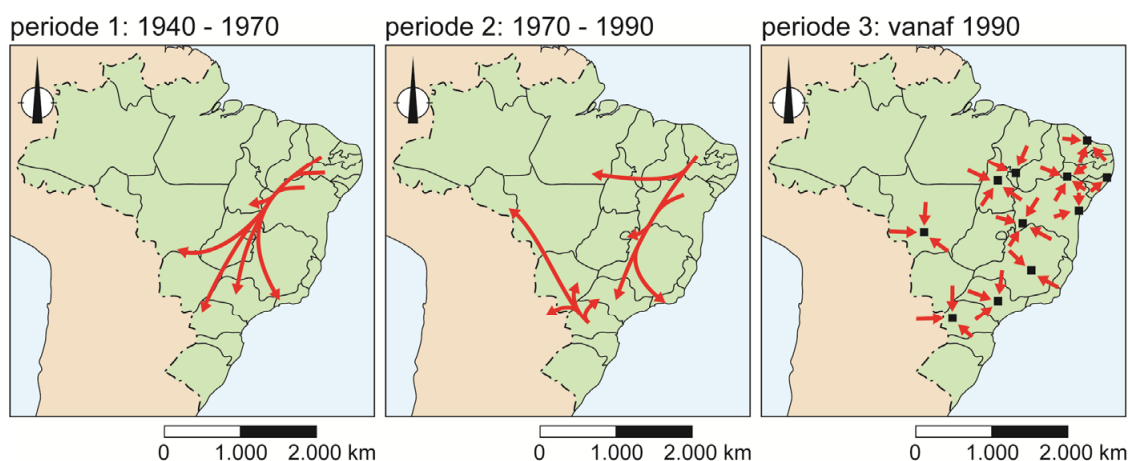 periode 1: 1940 - 1970
periode 2: 1970 - 1990
periode 3: vanaf 1990
0 1.000 2.000 km
0 1.000 2.000 km
0 1.000 2.000 km